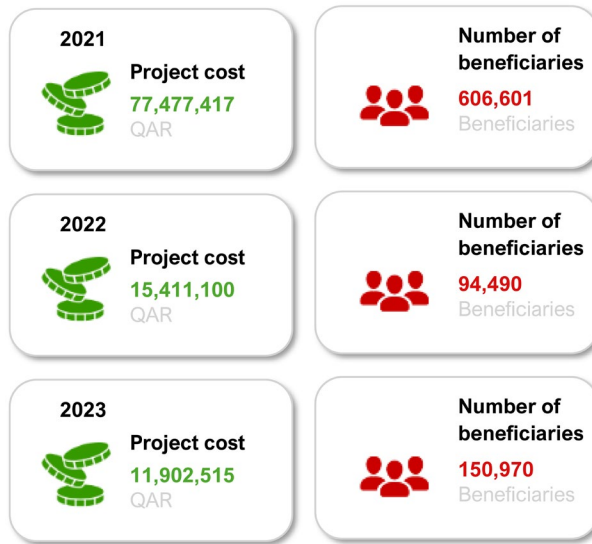 2021
Project cost
77,477,417
QAR
Number of
beneficiaries
606,601
Beneficiaries
2022
Project cost
15,411,100
QAR
Number of
beneficiaries
94,490
Beneficiaries
2023
Project cost
11,902,515
QAR
Number of
beneficiaries
150,970
Beneficiaries